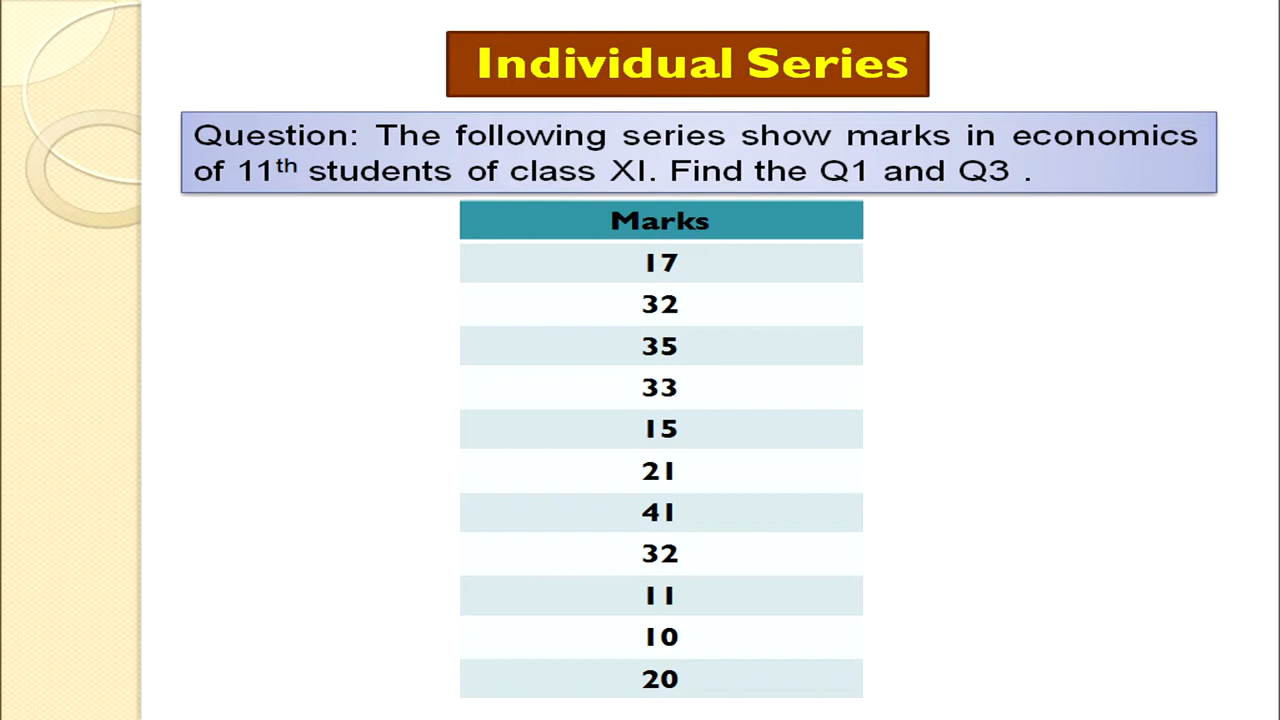 Individual Series
Question: The following series show marks in economics
of 11th students of class XI. Find the Q1 and Q3 .
Marks
17
32
35
33
15
21
41
32
11
10
20